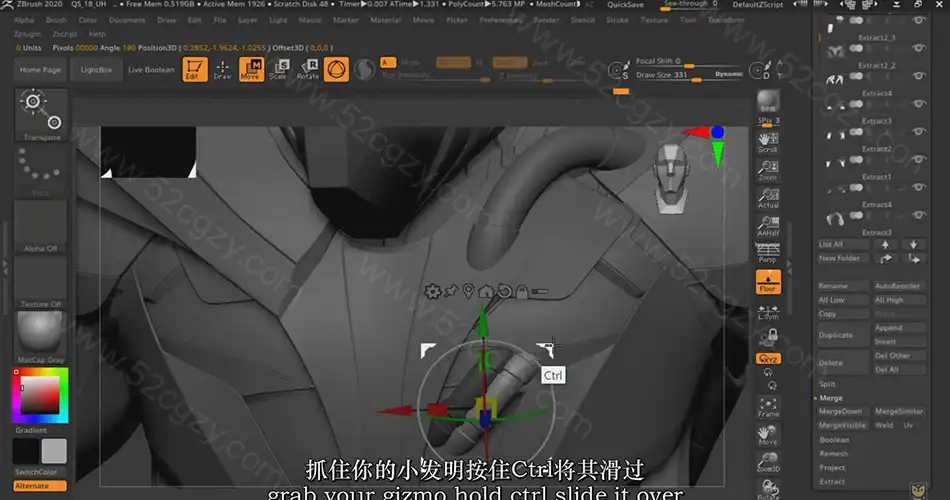 ZBrush 2020 QS_18_UH • Free Mem 0.519GB • Active Mem 1926 • Scratch Disk 48 • Timer▶0.007 ATime▶1.331 • PolyCount▶5.763 MP • MeshCount▶ QuickSave See-through 0 DefaultZScript
Alpha Brush Color Document Draw Edit File Layer Light Macro Marker Material Movie Picker Preferences Render Stencil Stroke Texture Tool Transform
Zplugin Zscript Help
0 Units Pixols 00000 Angle 180 Position3D ( 0.2852,-1.9624,-1.0255 ) Offset3D ( 0,0,0 )
Home Page LightBox Live Boolean Edit Draw Move Scale Rotate A S Focal Shift 0 Draw Size 331 Dynamic D
Transpose
Alpha Off
Texture Off
MatCap Gray
Gradient
SwitchColor
Alternate
BPR
SPix 3
Scroll
Zoom
Actual
AAHalf
Persp
Floor
L.Sym
XYZ
Frame
Move
Zoom3D
Rotate
Extract2_3
Extract2_2
Extract4
Extract3
Extract2
Extract1
Extract4
Extract3
List All
New Folder
Rename AutoReorder
All Low All High
Copy
Duplicate Append
Insert
Delete Del Other
Del All
Split
Merge
MergeDown MergeSimilar
MergeVisible Weld Uv
Boolean
Remesh
Project
Extract
Ctrl
www.52cgzy.com
抓住你的小发明按住Ctrl将其滑过
grab your gizmo hold ctrl slide it over